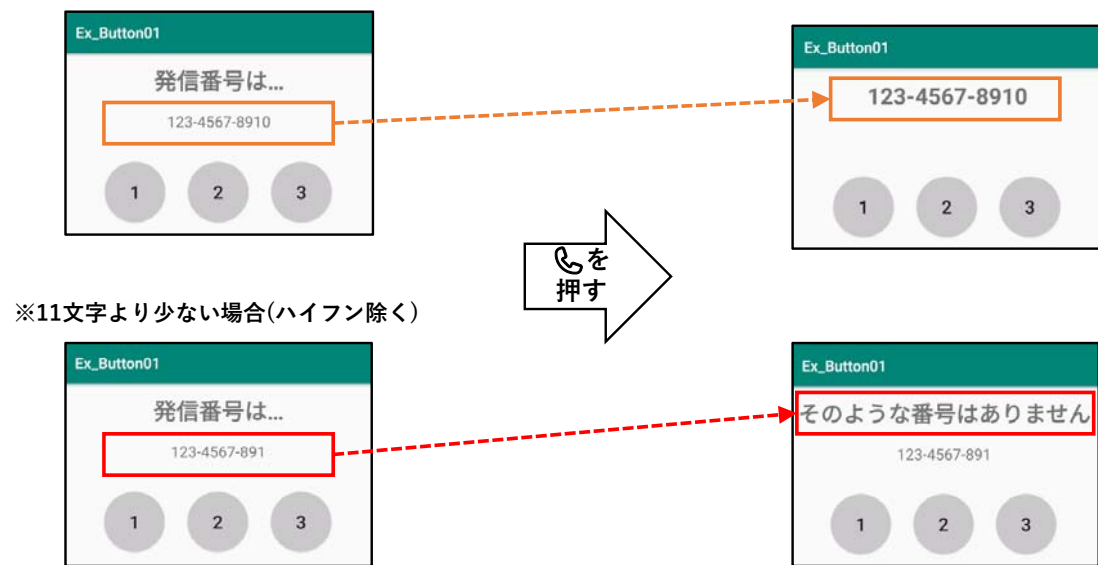 Ex_Button01
発信番号は...
123-4567-8910
1 2 3
Ex_Button01
123-4567-8910
1 2 3
を
押す
※11文字より少ない場合(ハイフン除く)
Ex_Button01
発信番号は...
123-4567-891
1 2 3
Ex_Button01
そのような番号はありません
123-4567-891
1 2 3